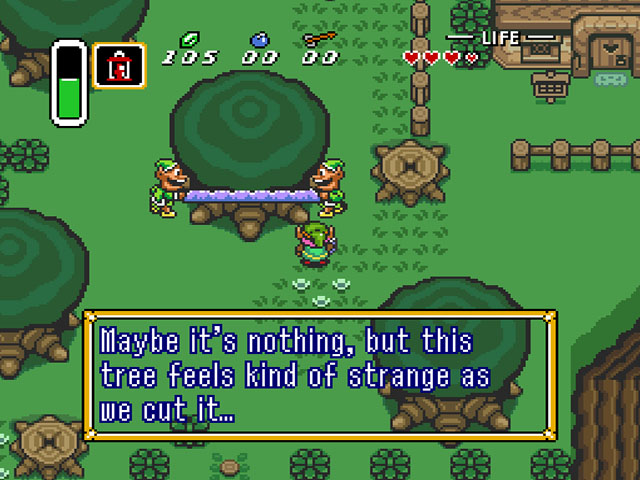 105 00 00
LIFE
Maybe it's nothing, but this
tree feels kind of strange as
we cut it…